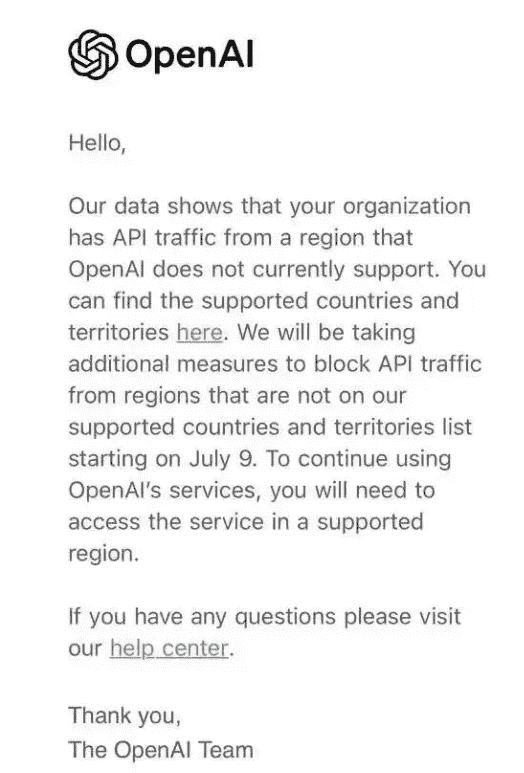 OpenAI
Hello,
Our data shows that your organization
has API traffic from a region that
OpenAI does not currently support. You
can find the supported countries and
territories here. We will be taking
additional measures to block API traffic
from regions that are not on our
supported countries and territories list
starting on July 9. To continue using
OpenAI's services, you will need to
access the service in a supported
region.
If you have any questions please visit
our help center.
Thank you,
The OpenAI Team